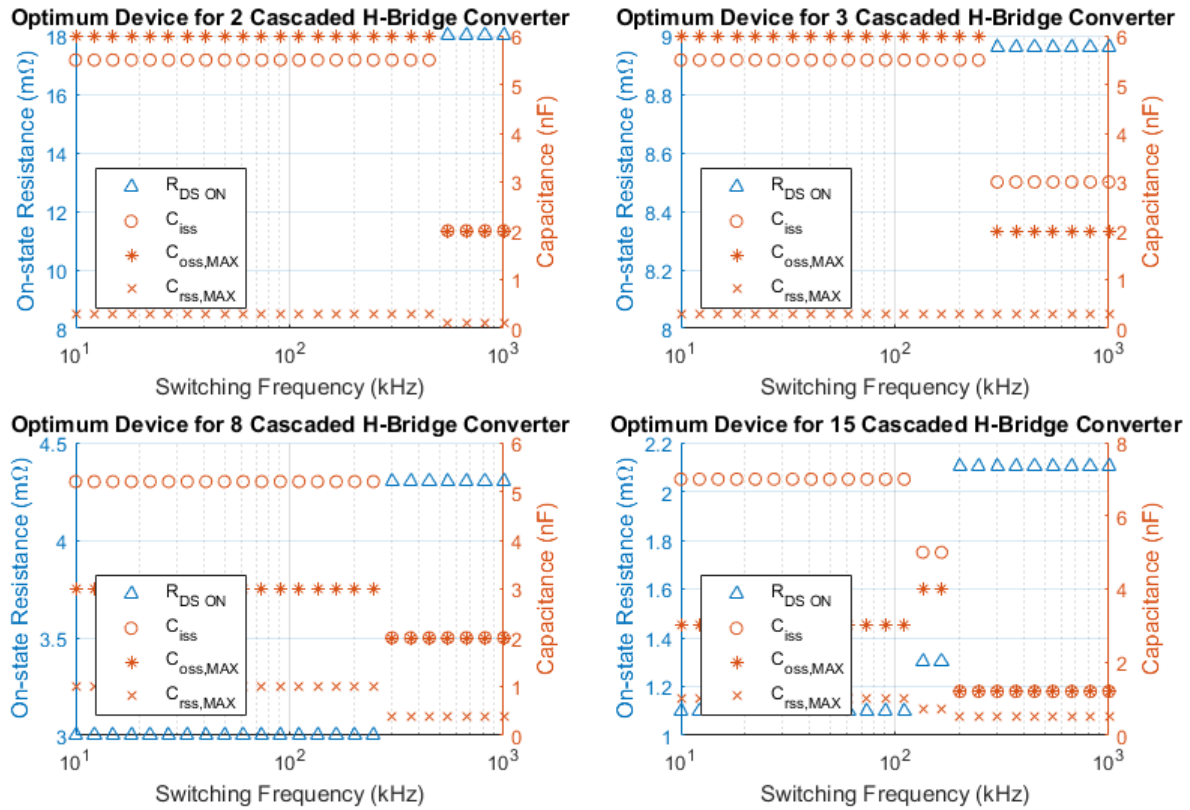 Optimum Device for 2 Cascaded H-Bridge Converter
On-state Resistance (mΩ)
18
16
14
12
10
8
R_DS ON
C_iss
C_oss,MAX
C_rss,MAX
6
5
4
3
2
1
0
Capacitance (nF)
10^1
10^2
10^3
Switching Frequency (kHz)
Optimum Device for 3 Cascaded H-Bridge Converter
On-state Resistance (mΩ)
9
8.8
8.6
8.4
8.2
8
R_DS ON
C_iss
C_oss,MAX
C_rss,MAX
6
5
4
3
2
1
0
Capacitance (nF)
10^1
10^2
10^3
Switching Frequency (kHz)
Optimum Device for 8 Cascaded H-Bridge Converter
On-state Resistance (mΩ)
4.5
4
3.5
3
R_DS ON
C_iss
C_oss,MAX
C_rss,MAX
6
5
4
3
2
1
0
Capacitance (nF)
10^1
10^2
10^3
Switching Frequency (kHz)
Optimum Device for 15 Cascaded H-Bridge Converter
On-state Resistance (mΩ)
2.2
2
1.8
1.6
1.4
1.2
1
R_DS ON
C_iss
C_oss,MAX
C_rss,MAX
8
6
4
2
0
Capacitance (nF)
10^1
10^2
10^3
Switching Frequency (kHz)